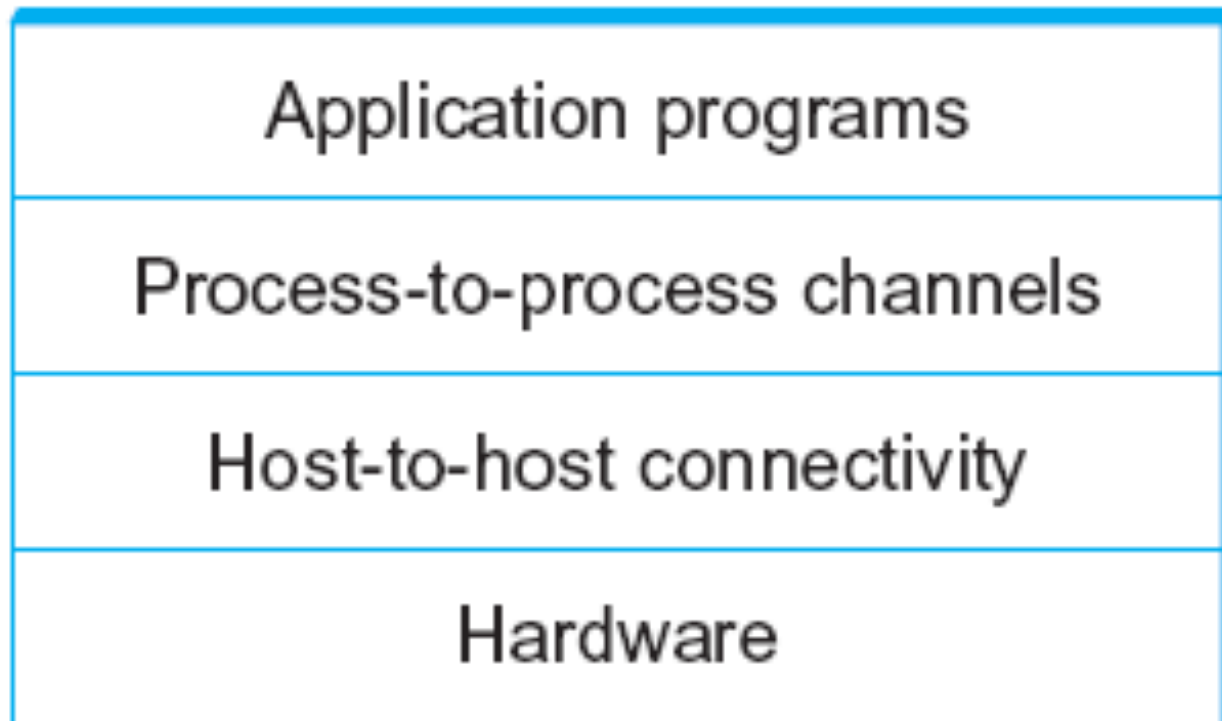 Application programs
Process-to-process channels
Host-to-host connectivity
Hardware